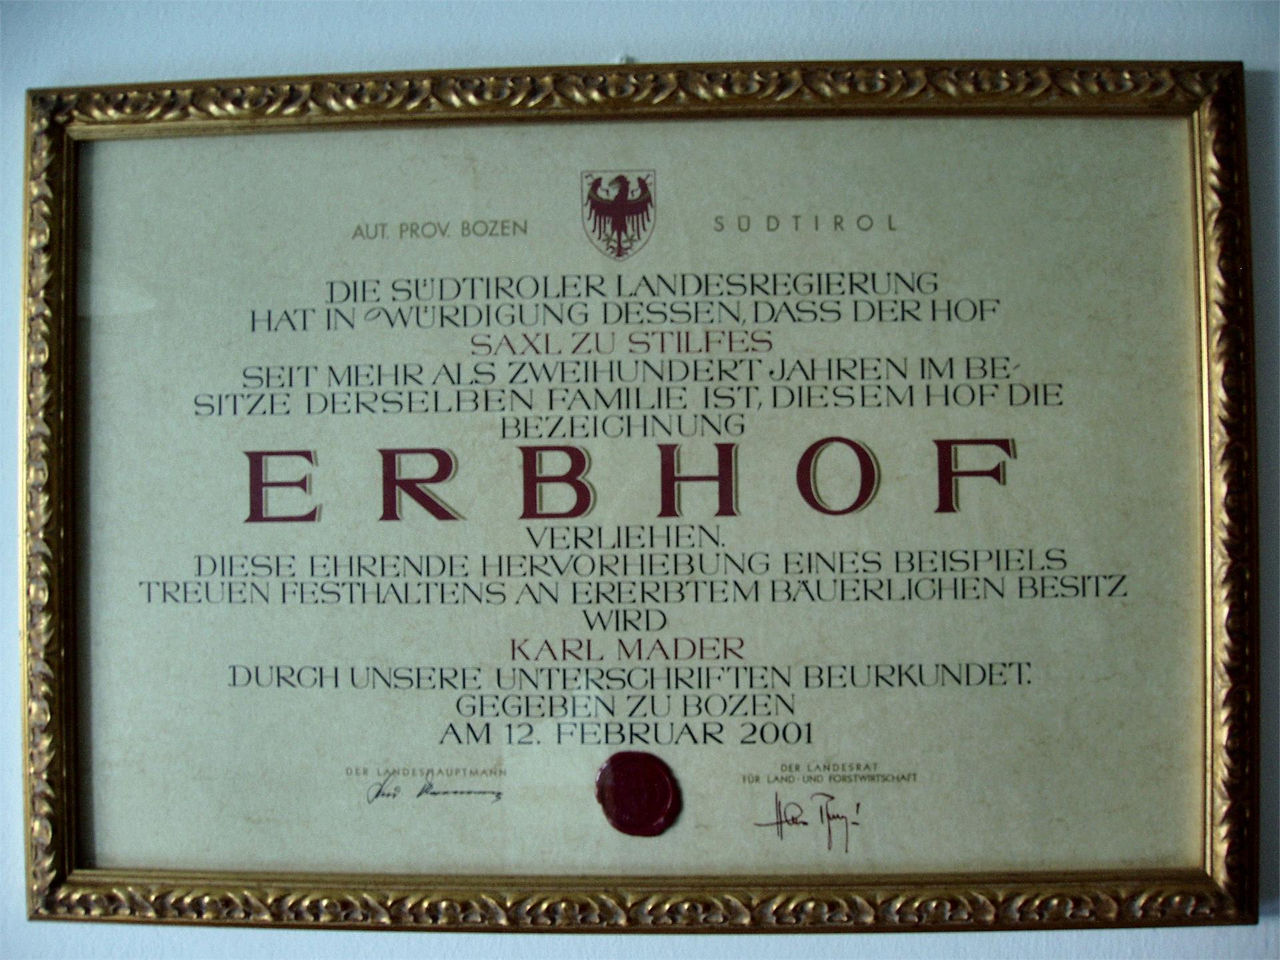 AUT. PROV. BOZEN
SÜDTIROL
DIE SÜDTIROLER LANDESREGIERUNG
HAT IN WÜRDIGUNG DESSEN, DASS DER HOF
SAXL ZU STILFES
SEIT MEHR ALS ZWEIHUNDERT JAHREN IM BE-
SITZE DERSELBEN FAMILIE IST, DIESEM HOF DIE
BEZEICHNUNG
ERBHOF
VERLIEHEN.
DIESE EHRENDE HERVORHEBUNG EINES BEISPIELS
TREUEN FESTHALTENS AN ERERBTEM BÄUERLICHEN BESITZ
WIRD
KARL MADER
DURCH UNSERE UNTERSCHRIFTEN BEURKUNDET.
GEGEBEN ZU BOZEN
AM 12. FEBRUAR 2001
DER LANDESHAUPTMANN
DER LANDESRAT
FÜR LAND- UND FORSTWIRTSCHAFT